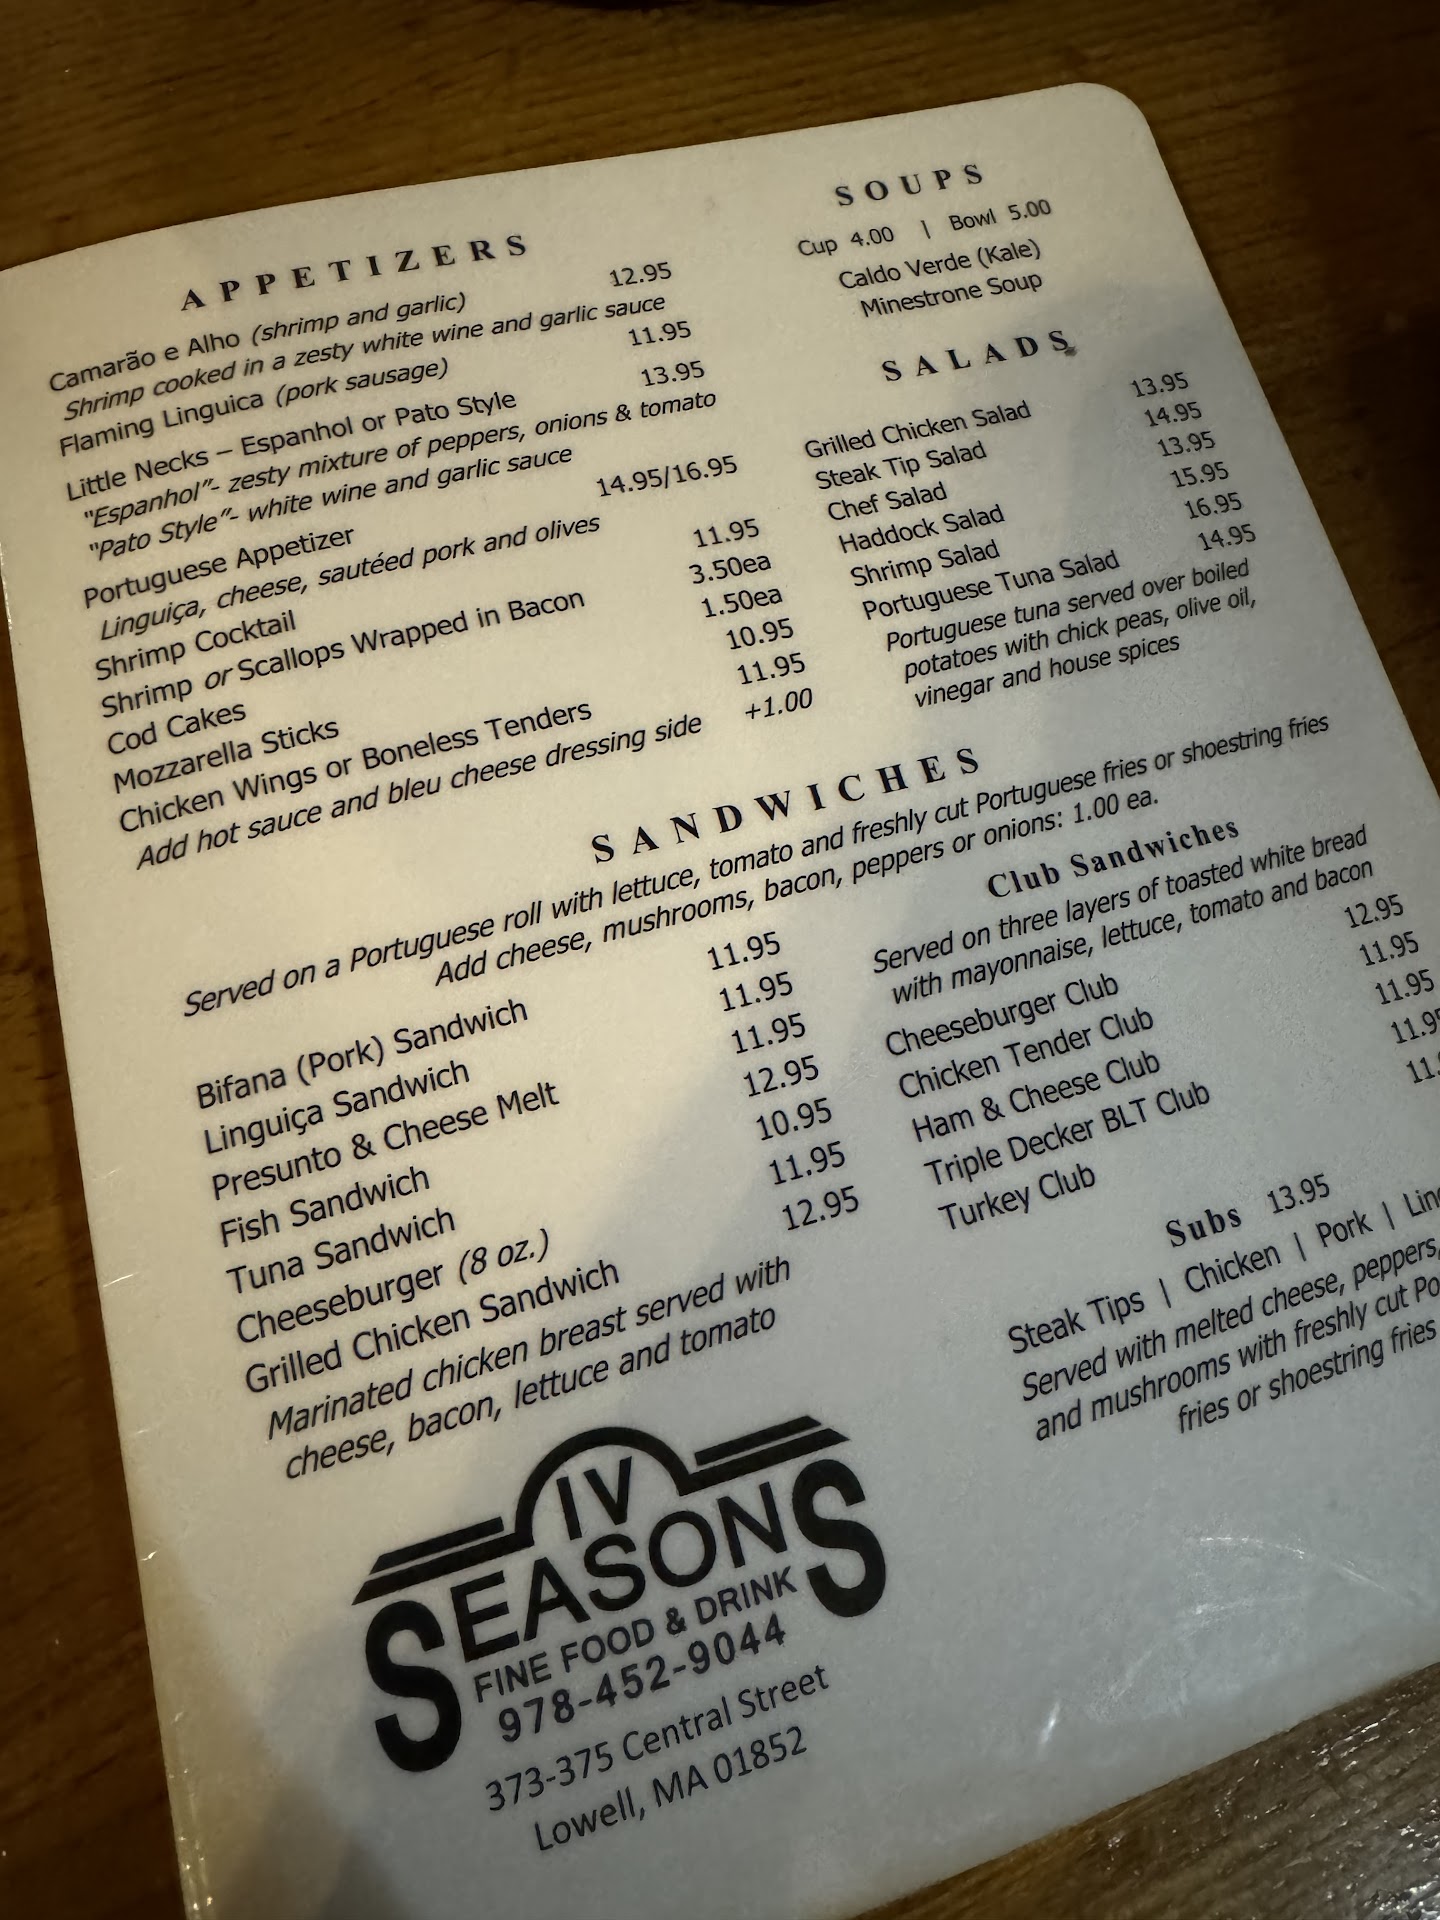 APPETIZERS
Camarão e Alho (shrimp and garlic) 12.95
Shrimp cooked in a zesty white wine and garlic sauce
Flaming Linguica (pork sausage) 11.95
Little Necks – Espanhol or Pato Style 13.95
"Espanhol"- zesty mixture of peppers, onions & tomato
"Pato Style"- white wine and garlic sauce
Portuguese Appetizer 14.95/16.95
Linguiça, cheese, sautéed pork and olives
Shrimp Cocktail 11.95
Shrimp or Scallops Wrapped in Bacon 3.50ea
Cod Cakes 1.50ea
Mozzarella Sticks 10.95
Chicken Wings or Boneless Tenders 11.95
Add hot sauce and bleu cheese dressing side +1.00
SOUPS
Cup 4.00 | Bowl 5.00
Caldo Verde (Kale)
Minestrone Soup
SALADS
Grilled Chicken Salad 13.95
Steak Tip Salad 14.95
Chef Salad 13.95
Haddock Salad 15.95
Shrimp Salad 16.95
Portuguese Tuna Salad 14.95
Portuguese tuna served over boiled
potatoes with chick peas, olive oil,
vinegar and house spices
SANDWICHES
Served on a Portuguese roll with lettuce, tomato and freshly cut Portuguese fries or shoestring fries
Add cheese, mushrooms, bacon, peppers or onions: 1.00 ea.
Bifana (Pork) Sandwich 11.95
Linguiça Sandwich 11.95
Presunto & Cheese Melt 11.95
Fish Sandwich 12.95
Tuna Sandwich 10.95
Cheeseburger (8 oz.) 11.95
Grilled Chicken Sandwich 12.95
Marinated chicken breast served with
cheese, bacon, lettuce and tomato
Club Sandwiches
Served on three layers of toasted white bread
with mayonnaise, lettuce, tomato and bacon
Cheeseburger Club 12.95
Chicken Tender Club 11.95
Ham & Cheese Club 11.95
Triple Decker BLT Club 11.95
Turkey Club
Subs 13.95
Steak Tips | Chicken | Pork |
Served with melted cheese, peppers,
and mushrooms with freshly cut
fries or shoestring fries
IV
SEASONS
FINE FOOD & DRINK
978-452-9044
373-375 Central Street
Lowell, MA 01852